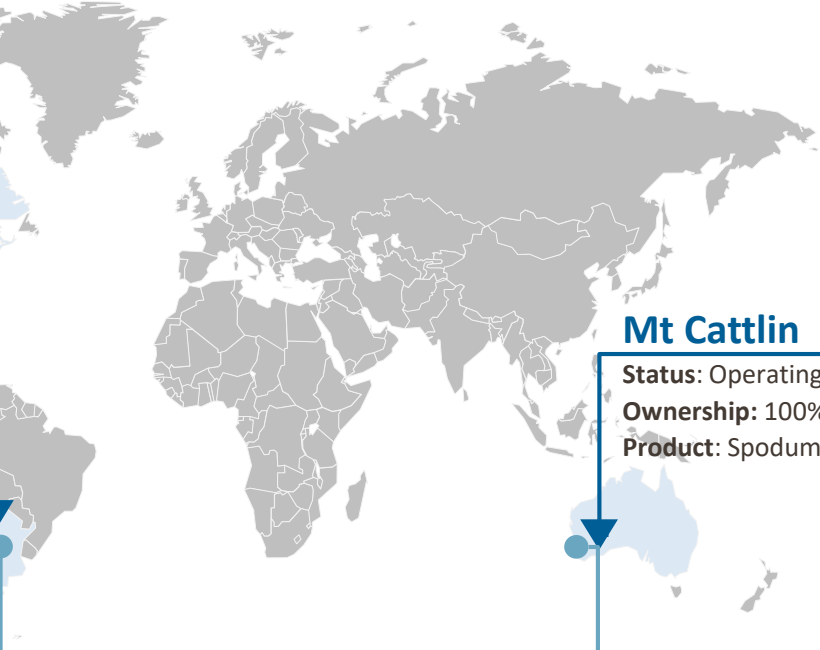 Mt Cattlin
Status: Operating
Ownership: 100%
Product: Spodum